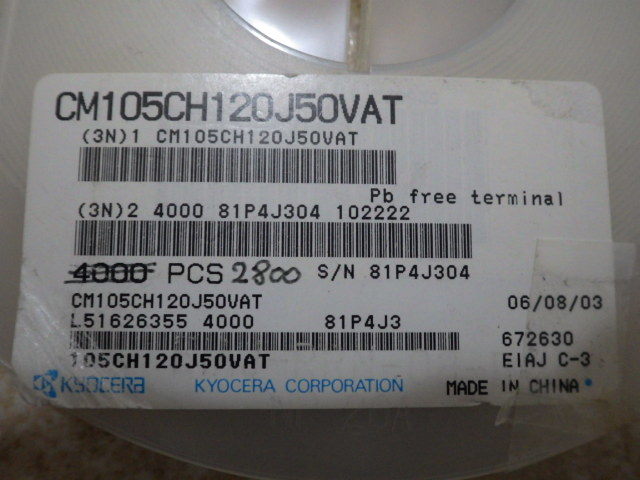 CM105CH120J50VAT
(3N)1 CM105CH120J50VAT
Pb free terminal
(3N)2 4000 81P4J304 102222
4000 PCS 2800 S/N 81P4J304
CM105CH120J50VAT 06/08/03
L51626355 4000 81P4J3
672630
105CH120J50VAT EIAJ C-3
KYOCERA KYOCERA CORPORATION MADE IN CHINA